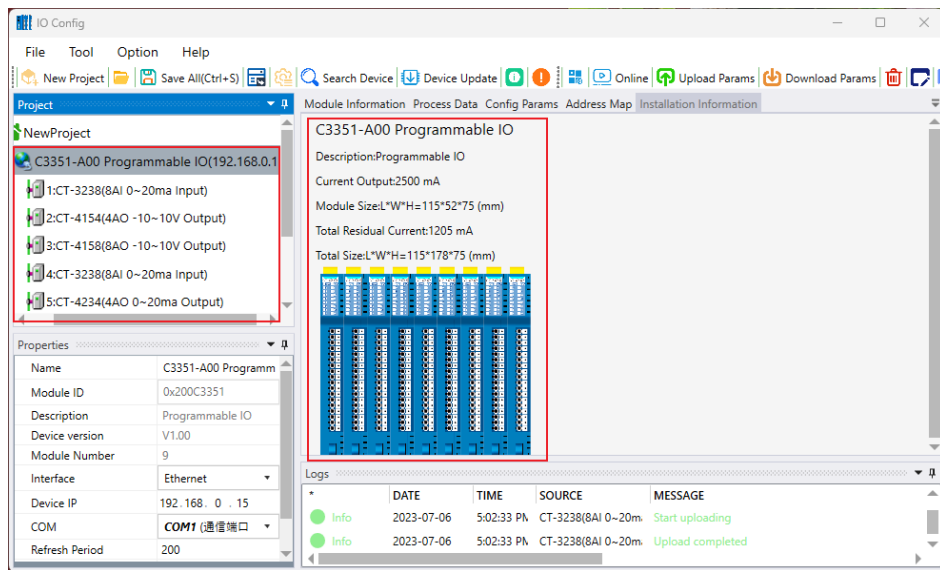 IO Config
File Tool Option Help
New Project Save All(Ctrl+S) Search Device Device Update Online Upload Params Download Params
Project
NewProject
C3351-A00 Programmable IO(192.168.0.1
1:CT-3238(8AI 0~20ma Input)
2:CT-4154(4AO -10~10V Output)
3:CT-4158(8AO -10~10V Output)
4:CT-3238(8AI 0~20ma Input)
5:CT-4234(4AO 0~20ma Output)
Properties
Name C3351-A00 Programm
Module ID 0x200C3351
Description Programmable IO
Device version V1.00
Module Number 9
Interface Ethernet
Device IP 192.168. 0 .15
COM COM1 (通信端口
Refresh Period 200
Module Information Process Data Config Params Address Map Installation Information
C3351-A00 Programmable IO
Description:Programmable IO
Current Output:2500 mA
Module Size:L*W*H=115*52*75 (mm)
Total Residual Current:1205 mA
Total Size:L*W*H=115*178*75 (mm)
Logs
* DATE TIME SOURCE MESSAGE
Info 2023-07-06 5:02:33 PM CT-3238(8AI 0~20m Start uploading
Info 2023-07-06 5:02:33 PM CT-3238(8AI 0~20m Upload completed